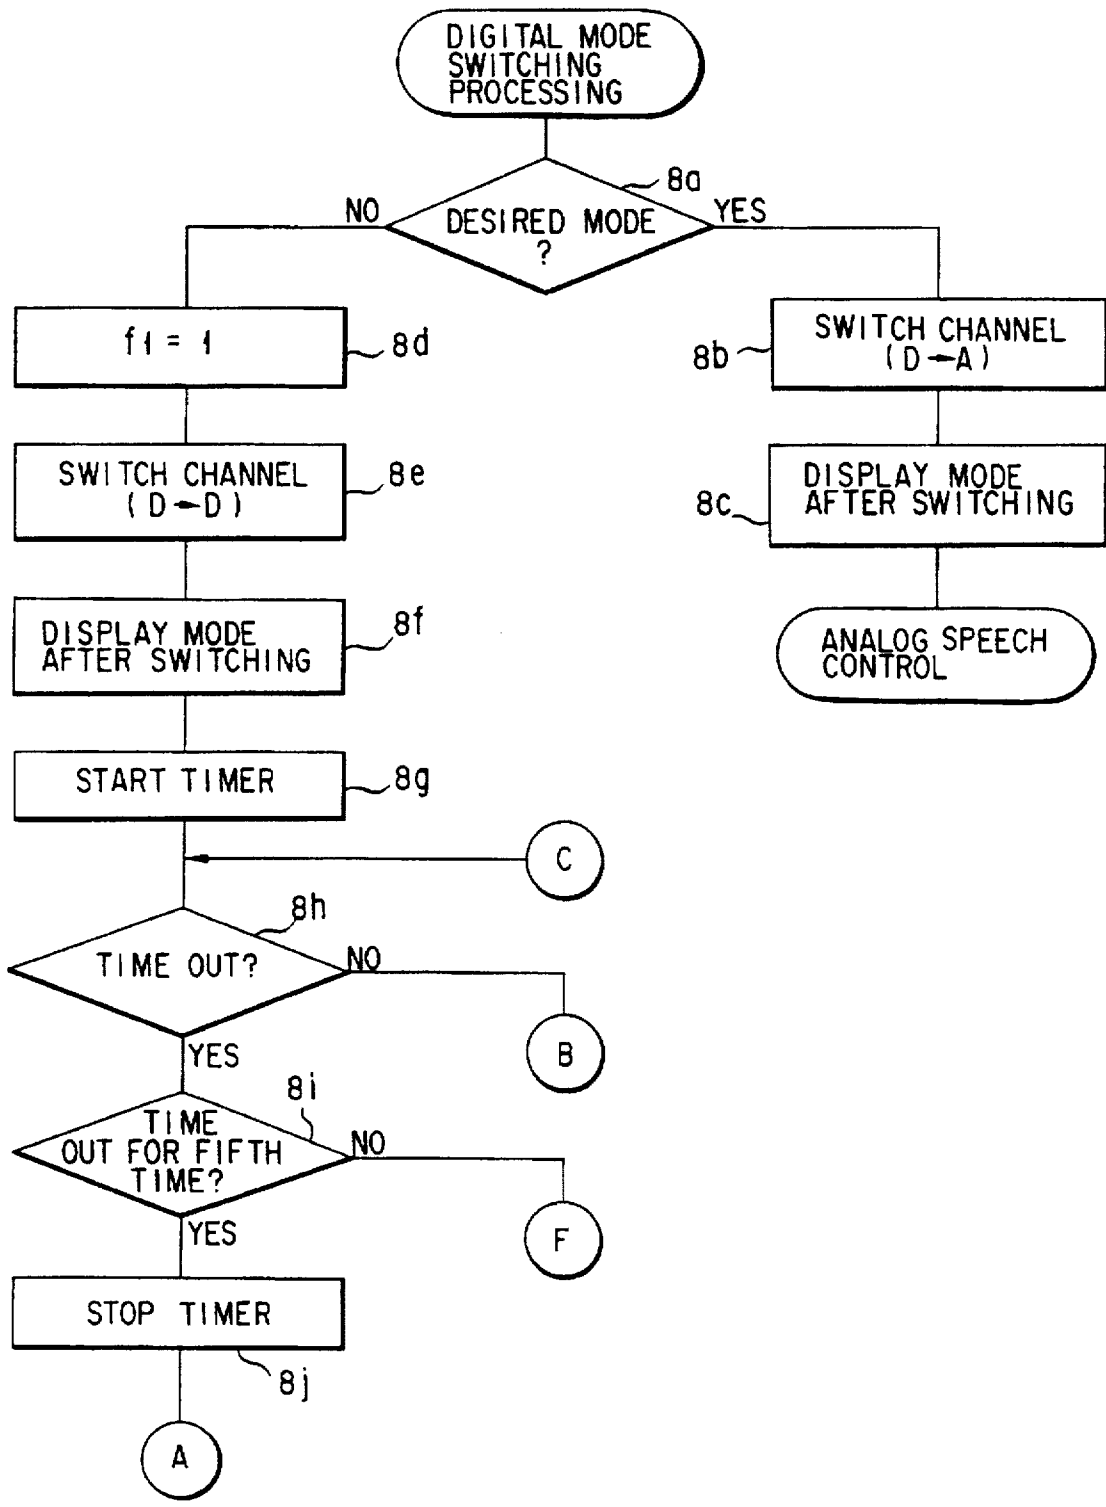 DIGITAL MODE
SWITCHING
PROCESSING
8a
NO
DESIRED MODE
?
YES
f1 = 1
8d
SWITCH CHANNEL
(D→A)
8b
SWITCH CHANNEL
(D→D)
8e
DISPLAY MODE
AFTER SWITCHING
8c
DISPLAY MODE
AFTER SWITCHING
8f
ANALOG SPEECH
CONTROL
START TIMER
8g
C
8h
TIME OUT?
NO
B
YES
8i
TIME
OUT FOR FIFTH
TIME?
NO
F
YES
STOP TIMER
8j
A